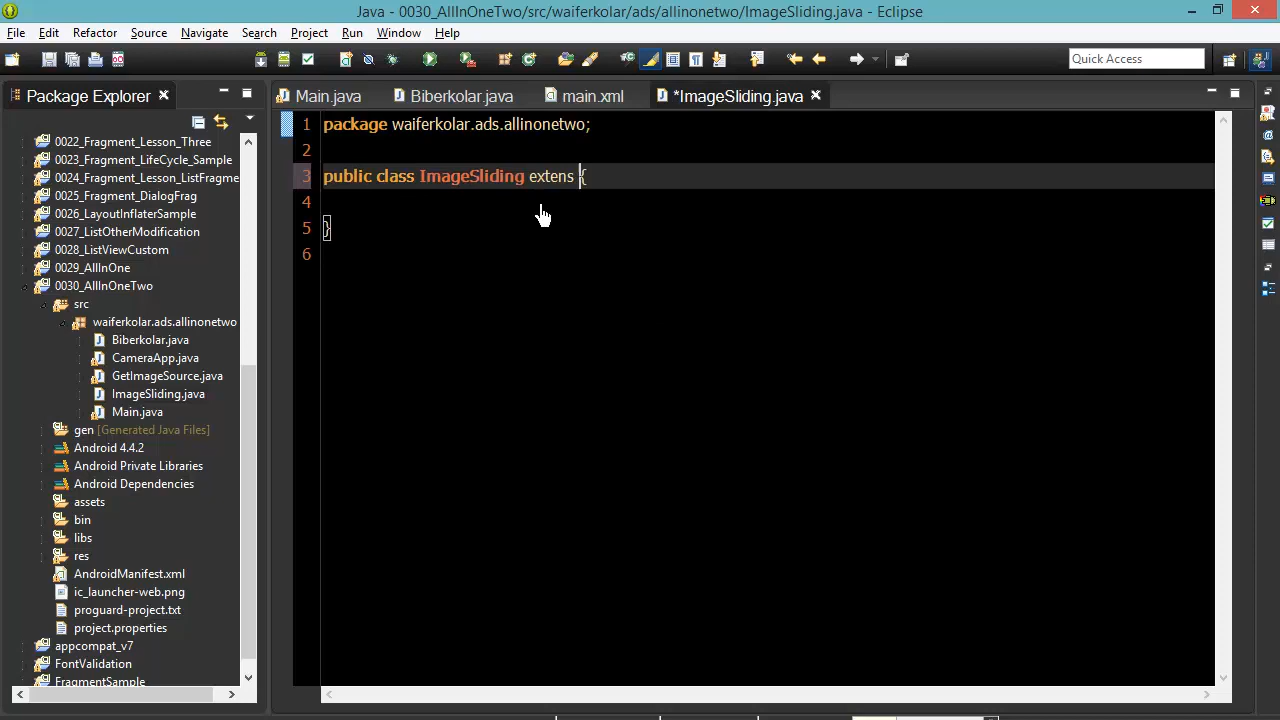 Java - 0030_AllInOneTwo/src/waiferkolar/ads/allinonetwo/ImageSliding.java - Eclipse
File Edit Refactor Source Navigate Search Project Run Window Help
Quick Access
Package Explorer
Main.java
Biberkolar.java
main.xml
*ImageSliding.java
0022_Fragment_Lesson_Three
0023_Fragment_LifeCycle_Sample
0024_Fragment_Lesson_ListFragme
0025_Fragment_DialogFrag
0026_LayoutInflaterSample
0027_ListOtherModification
0028_ListViewCustom
0029_AllInOne
0030_AllInOneTwo
src
waiferkolar.ads.allinonetwo
Biberkolar.java
CameraApp.java
GetImageSource.java
ImageSliding.java
Main.java
gen [Generated Java Files]
Android 4.4.2
Android Private Libraries
Android Dependencies
assets
bin
libs
res
AndroidManifest.xml
ic_launcher-web.png
proguard-project.txt
project.properties
appcompat_v7
FontValidation
FragmentSample
1 package waiferkolar.ads.allinonetwo;
2
3 public class ImageSliding extens {
4
5 }
6